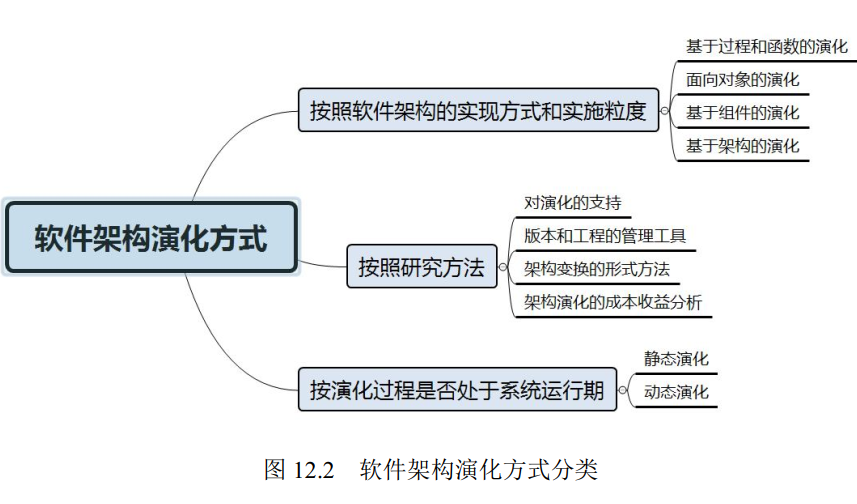 软件架构演化方式
按照软件架构的实现方式和实施粒度
基于过程和函数的演化
面向对象的演化
基于组件的演化
基于架构的演化
按照研究方法
对演化的支持
版本和工程的管理工具
架构变换的形式方法
架构演化的成本收益分析
按演化过程是否处于系统运行期
静态演化
动态演化
图 12.2 软件架构演化方式分类